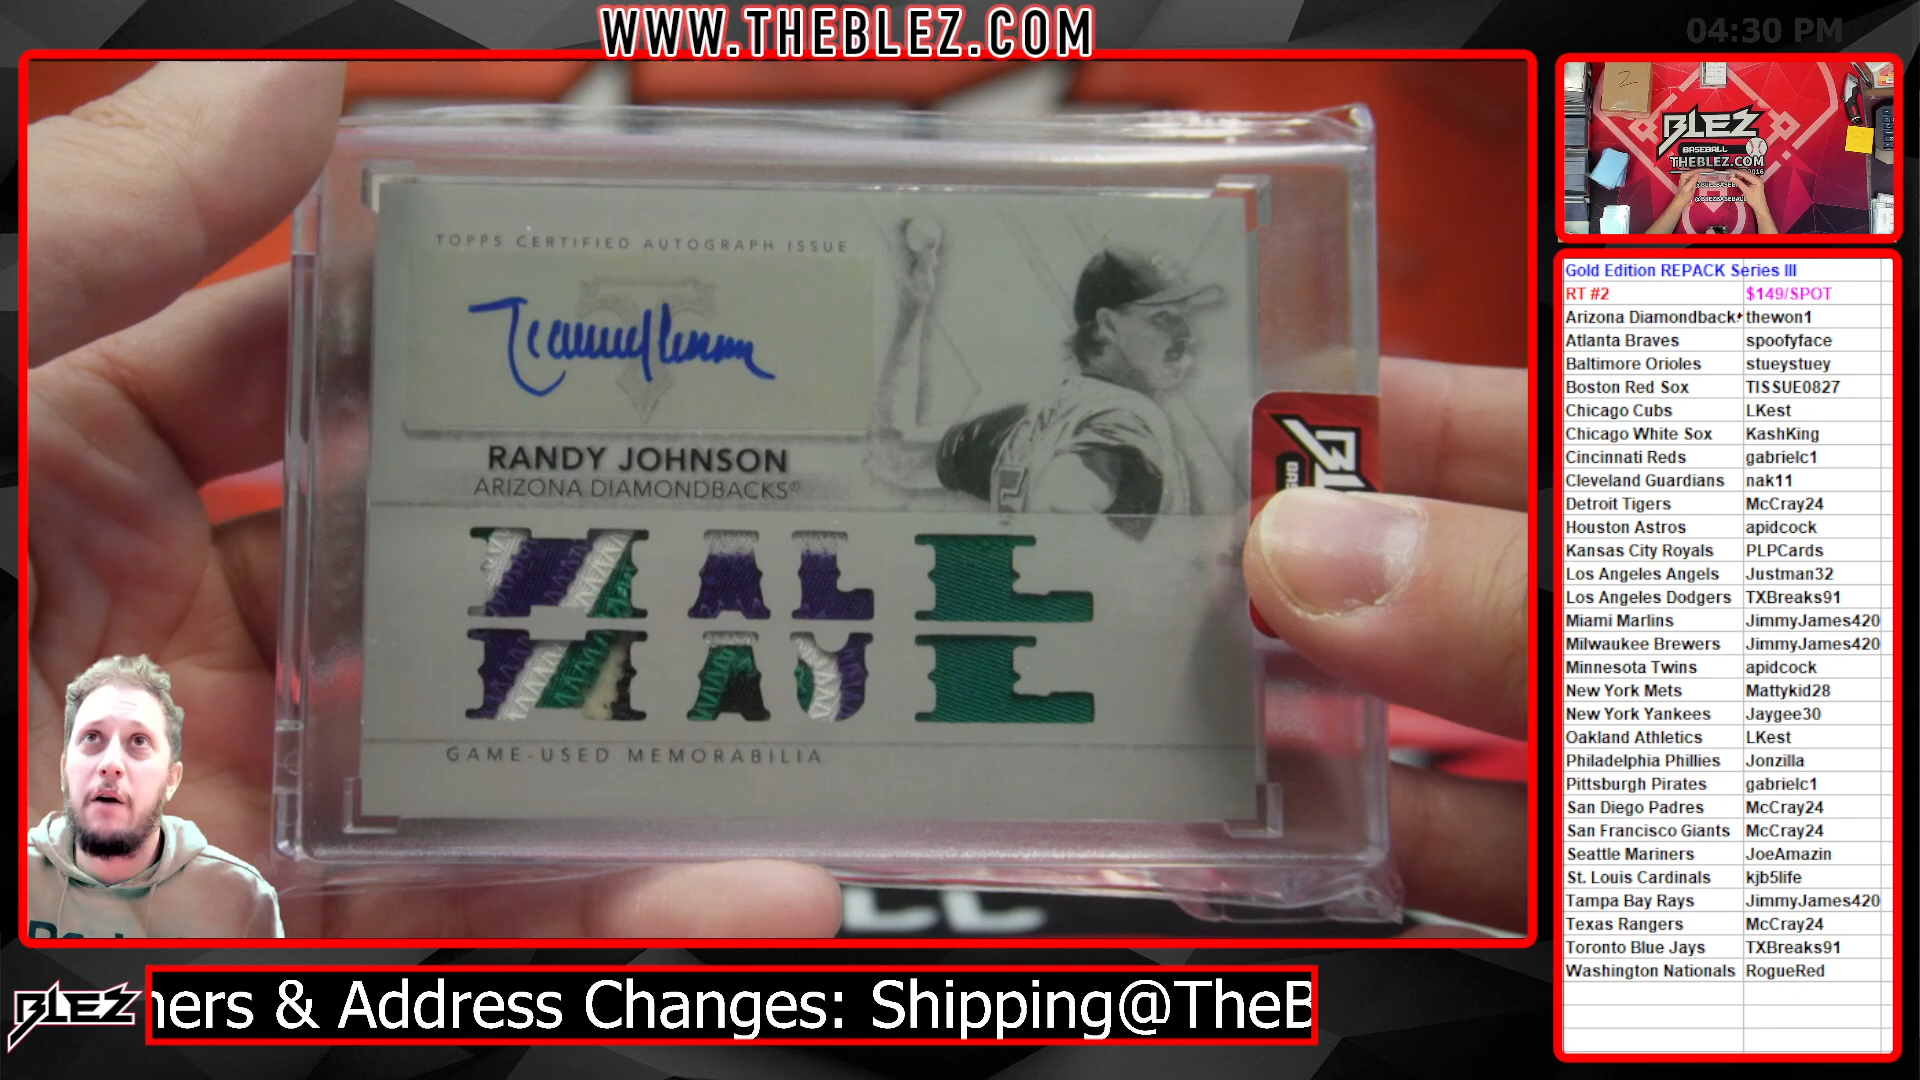 WWW.THEBLEZ.COM
04:30 PM
TOPPS CERTIFIED AUTOGRAPH ISSUE
RANDY JOHNSON
ARIZONA DIAMONDBACKS®
GAME-USED MEMORABILIA
2
BLEZ
BASEBALL
THEBLEZ.COM
@BLEZBASEBALL
Gold Edition REPACK Series III
RT #2 $149/SPOT
Arizona Diamondback thewon1
Atlanta Braves spoofyface
Baltimore Orioles stueystuey
Boston Red Sox TISSUE0827
Chicago Cubs LKest
Chicago White Sox KashKing
Cincinnati Reds gabrielc1
Cleveland Guardians nak11
Detroit Tigers McCray24
Houston Astros apidcock
Kansas City Royals PLPCards
Los Angeles Angels Justman32
Los Angeles Dodgers TXBreaks91
Miami Marlins JimmyJames420
Milwaukee Brewers JimmyJames420
Minnesota Twins apidcock
New York Mets Mattykid28
New York Yankees Jaygee30
Oakland Athletics LKest
Philadelphia Phillies Jonzilla
Pittsburgh Pirates gabrielc1
San Diego Padres McCray24
San Francisco Giants McCray24
Seattle Mariners JoeAmazin
St. Louis Cardinals kjb5life
Tampa Bay Rays JimmyJames420
Texas Rangers McCray24
Toronto Blue Jays TXBreaks91
Washington Nationals RogueRed
BLEZ
ners & Address Changes: Shipping@TheB